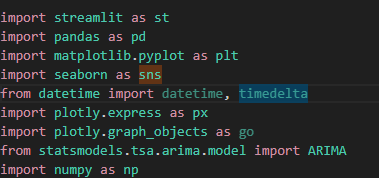 import streamlit as st
import pandas as pd
import matplotlib.pyplot as plt
import seaborn as sns
from datetime import datetime, timedelta
import plotly.express as px
import plotly.graph_objects as go
from statsmodels.tsa.arima.model import ARIMA
import numpy as np